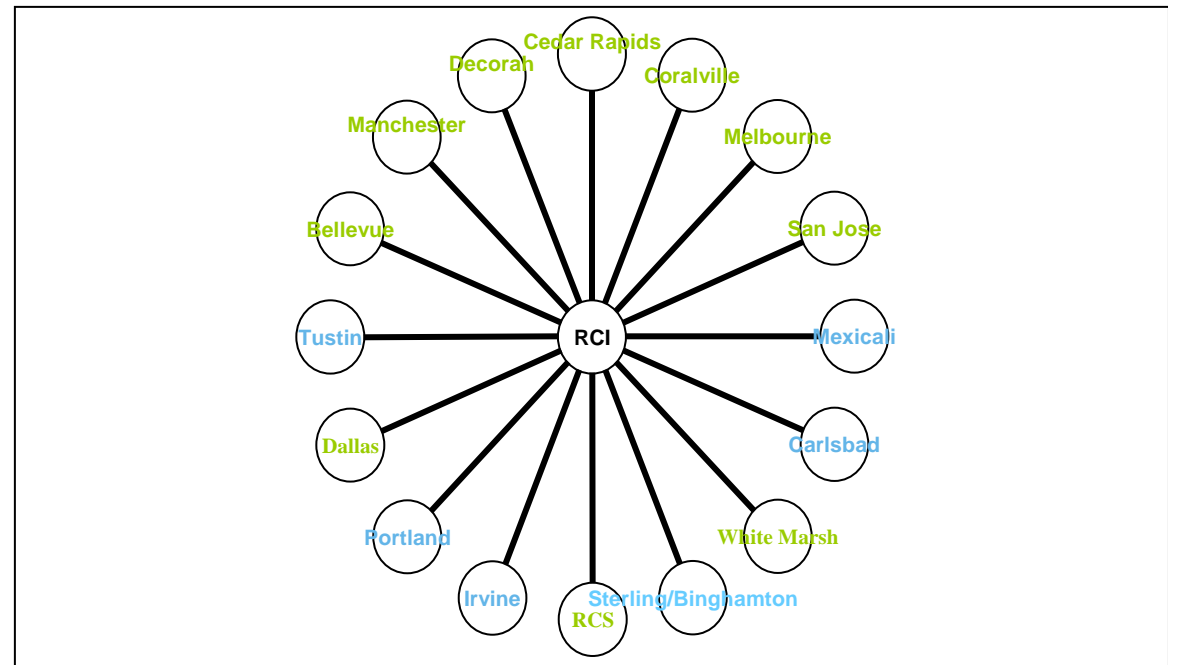 Cedar Rapids
Decorah
Coralville
Manchester
Melbourne
Bellevue
San Jose
Tustin
RCI
Mexicali
Dallas
Carlsbad
Portland
White Marsh
Irvine
Sterling/Binghamton
RCS